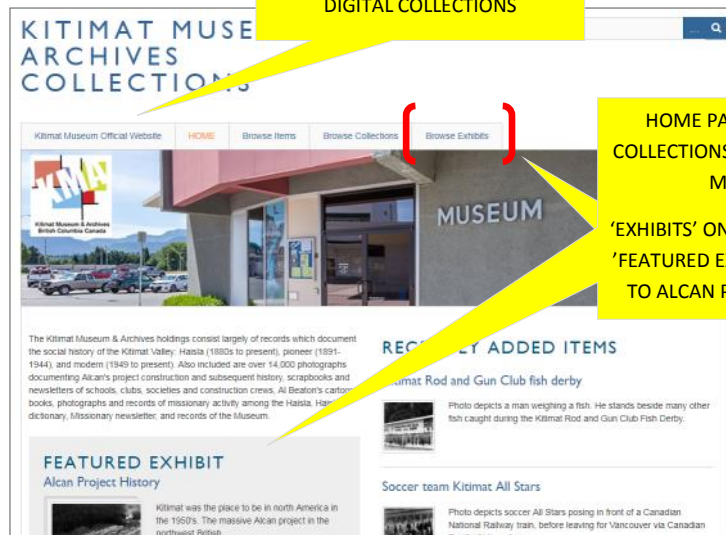 DIGITAL COLLECTIONS
KITIMAT MUSE
ARCHIVES
COLLECTIONS
Kitimat Museum Official Website
HOME
Browse Items
Browse Collections
Browse Exhibits
HOME PA
COLLECTIONS
M
'EXHIBITS' ON
'FEATURED E
TO ALCAN
KMA
Kitimat Museum & Archives
British Columbia Canada
MUSEUM
The Kitimat Museum & Archives holdings consist largely of records which document
the social history of the Kitimat Valley: Haisla (1880s to present), pioneer (1891-
1944), and modern (1949 to present). Also included are over 14,000 photographs
documenting Alcan's project construction and subsequent history, scrapbooks and
newsletters of schools, clubs, societies and construction crews, Al Beaton's cartoon
books, photographs and records of missionary activity among the Haisla,
dictionary, Missionary newsletter, and records of the Museum.
FEATURED EXHIBIT
Alcan Project History
Kitimat was the place to be in north America in
the 1950's. The massive Alcan project in the
northwest British
ADDED ITEMS
Rod and Gun Club fish derby
Photo depicts a man weighing a fish. He stands beside many other
fish caught during the Kitimat Rod and Gun Club Fish Derby.
Soccer team Kitimat All Stars
Photo depicts soccer All Stars posing in front of a Canadian
National Railway train, before leaving for Vancouver via Canadian